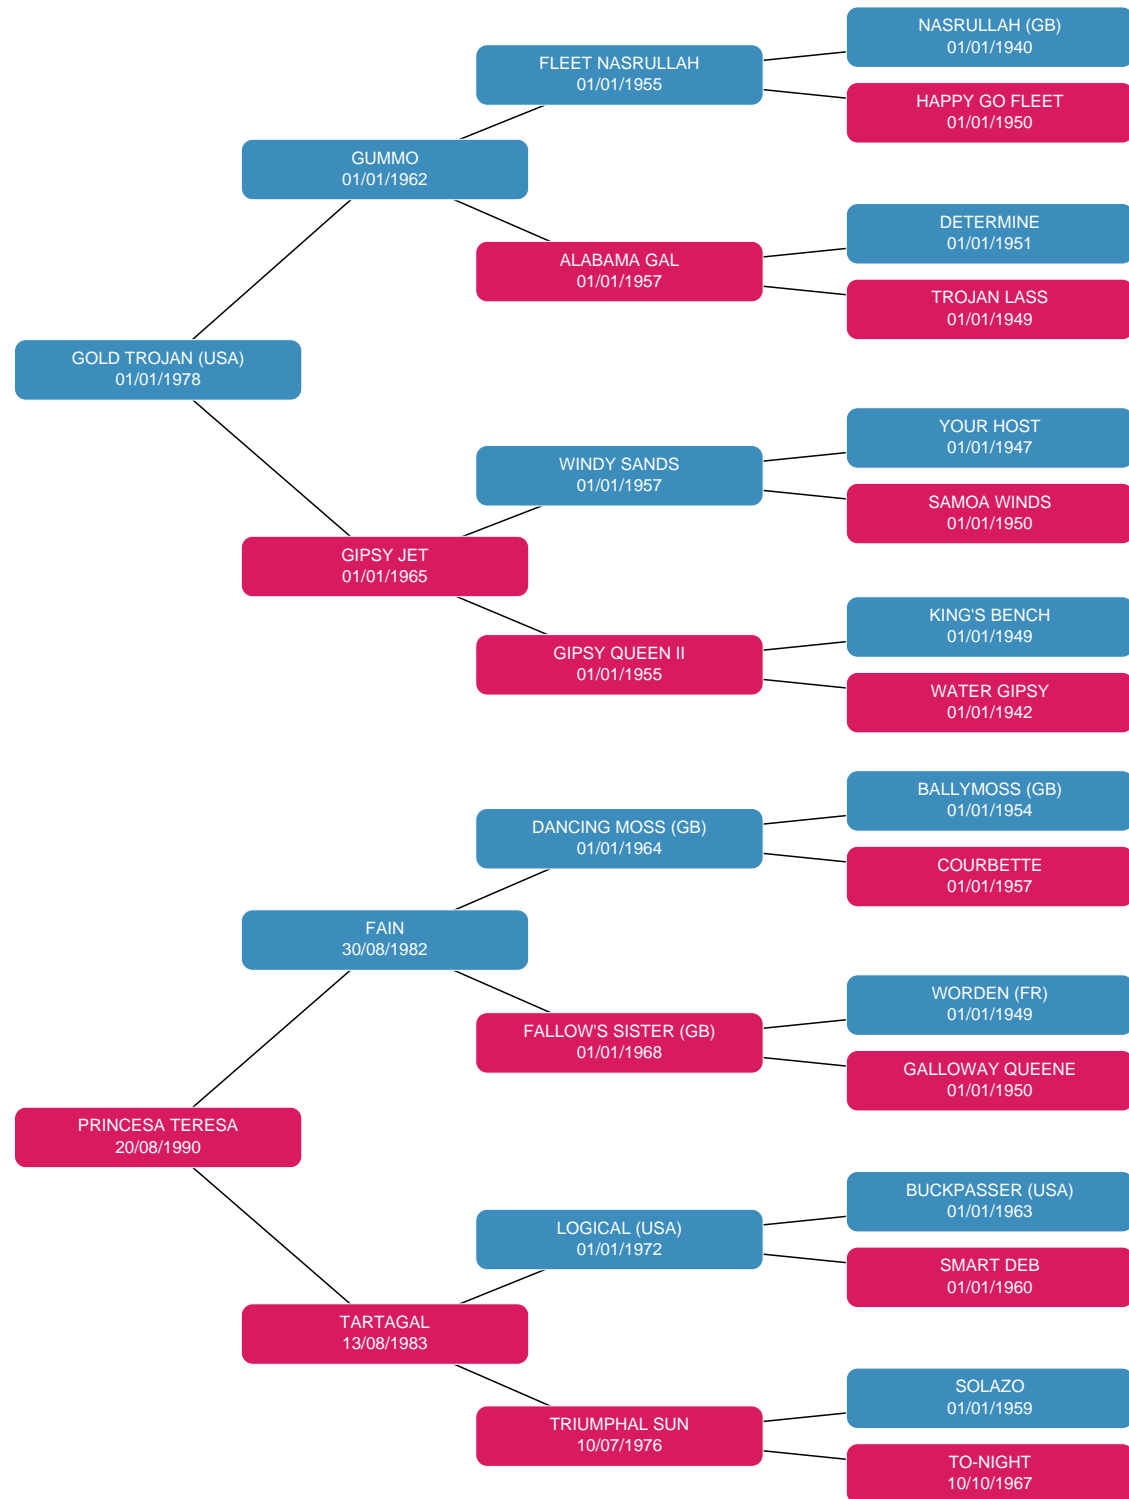 NASRULLAH (GB)
01/01/1940
FLEET NASRULLAH
01/01/1955
HAPPY GO FLEET
01/01/1950
GUMMO
01/01/1962
DETERMINE
01/01/1951
ALABAMA GAL
01/01/1957
TROJAN LASS
01/01/1949
GOLD TROJAN (USA)
01/01/1978
YOUR HOST
01/01/1947
WINDY SANDS
01/01/1957
SAMOA WINDS
01/01/1950
GIPSY JET
01/01/1965
KING'S BENCH
01/01/1949
GIPSY QUEEN II
01/01/1955
WATER GIPSY
01/01/1942
BALLYMOSS (GB)
01/01/1954
DANCING MOSS (GB)
01/01/1964
COURBETTE
01/01/1957
FAIN
30/08/1982
WORDEN (FR)
01/01/1949
FALLOW'S SISTER (GB)
01/01/1968
GALLOWAY QUEENE
01/01/1950
PRINCESA TERESA
20/08/1990
BUCKPASSER (USA)
01/01/1963
LOGICAL (USA)
01/01/1972
SMART DEB
01/01/1960
TARTAGAL
13/08/1983
SOLAZO
01/01/1959
TRIUMPHAL SUN
10/07/1976
TO-NIGHT
10/10/1967